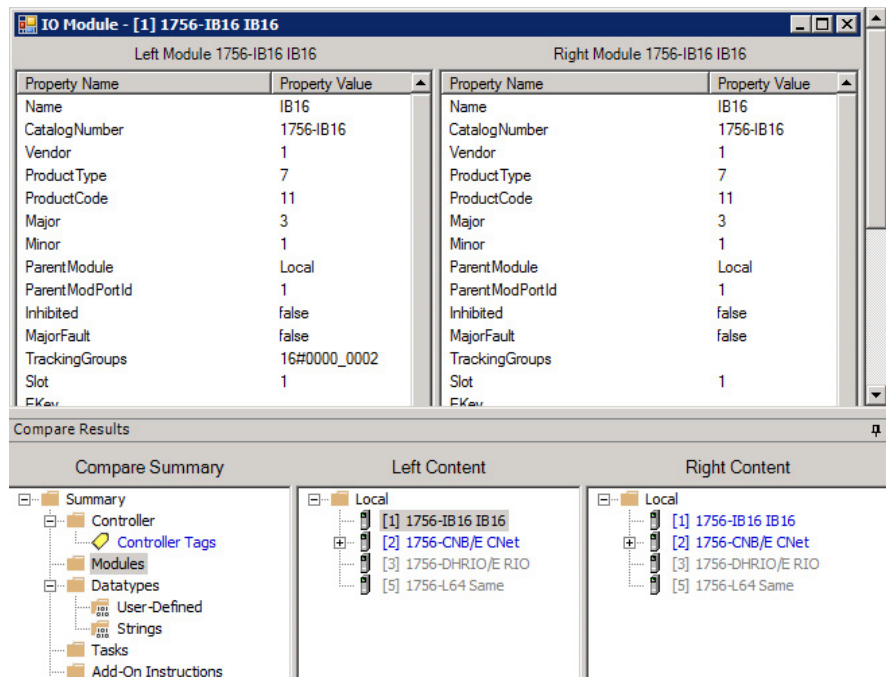 IO Module - [1] 1756-IB16 IB16
Left Module 1756-IB16 IB16
Property Name Property Value
Name IB16
CatalogNumber 1756-IB16
Vendor 1
ProductType 7
ProductCode 11
Major 3
Minor 1
ParentModule Local
ParentModPortId 1
Inhibited false
MajorFault false
TrackingGroups 16#0000_0002
Slot 1
EKey
Right Module 1756-IB16 IB16
Property Name Property Value
Name IB16
CatalogNumber 1756-IB16
Vendor 1
ProductType 7
ProductCode 11
Major 3
Minor 1
ParentModule Local
ParentModPortId 1
Inhibited false
MajorFault false
TrackingGroups
Slot 1
EKey
Compare Results
Compare Summary
Summary
Controller
Controller Tags
Modules
Datatypes
User-Defined
Strings
Tasks
Add-On Instructions
Left Content
Local
[1] 1756-IB16 IB16
[2] 1756-CNB/E CNet
[3] 1756-DHRIO/E RIO
[5] 1756-L64 Same
Right Content
Local
[1] 1756-IB16 IB16
[2] 1756-CNB/E CNet
[3] 1756-DHRIO/E RIO
[5] 1756-L64 Same